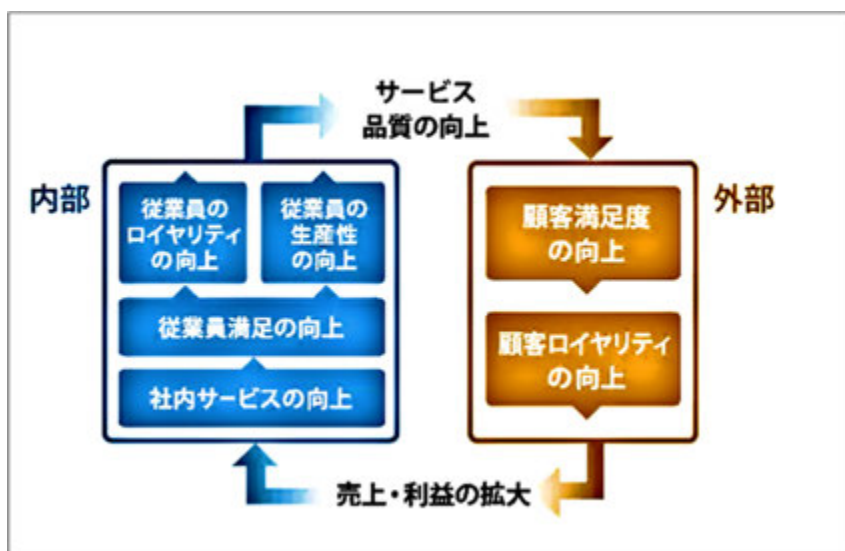 サービス
品質の向上
内部
従業員の
ロイヤリティ
の向上
従業員の
生産性
の向上
従業員満足の向上
社内サービスの向上
外部
顧客満足度
の向上
顧客ロイヤリティ
の向上
売上・利益の拡大